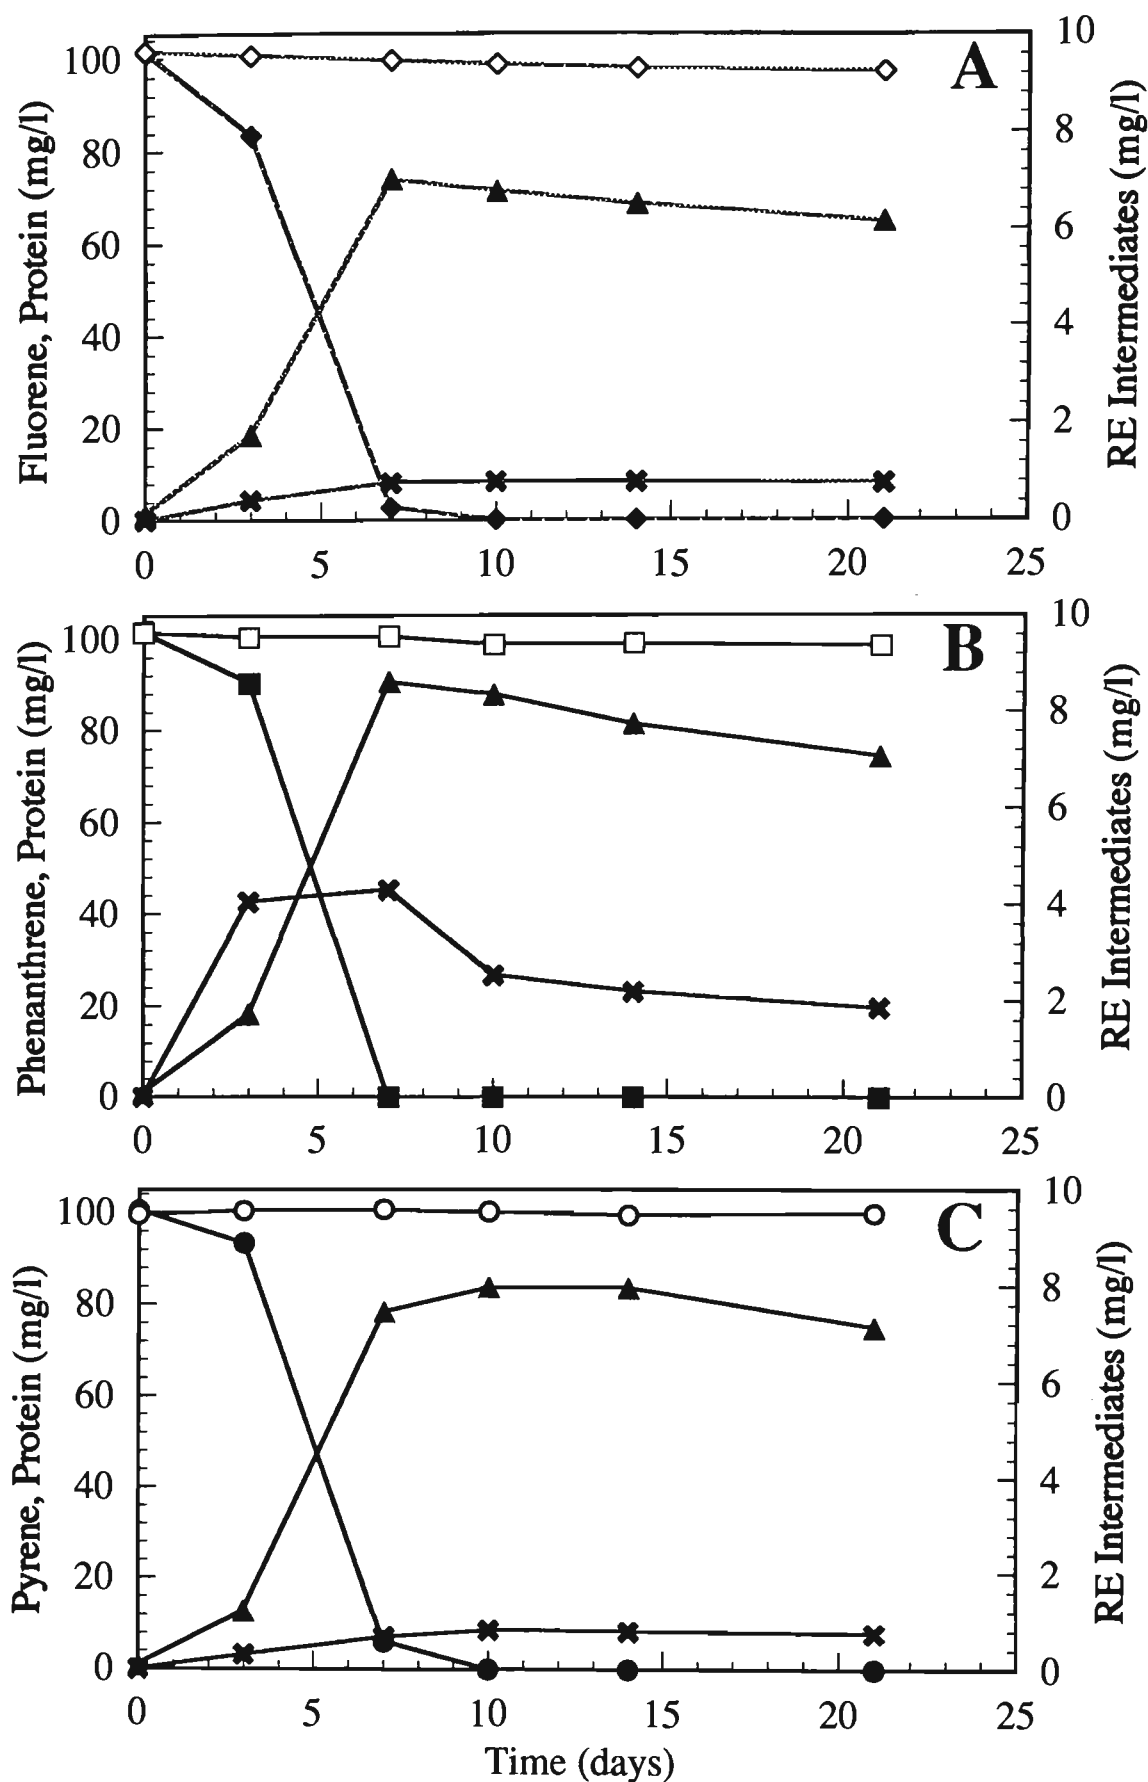 A
Fluorene, Protein (mg/l)
100
80
60
40
20
0
10
8
6
4
2
0
RE Intermediates (mg/l)
0 5 10 15 20 25
B
Phenanthrene, Protein (mg/l)
100
80
60
40
20
0
10
8
6
4
2
0
RE Intermediates (mg/l)
0 5 10 15 20 25
C
Pyrene, Protein (mg/l)
100
80
60
40
20
0
10
8
6
4
2
0
RE Intermediates (mg/l)
0 5 10 15 20 25
Time (days)